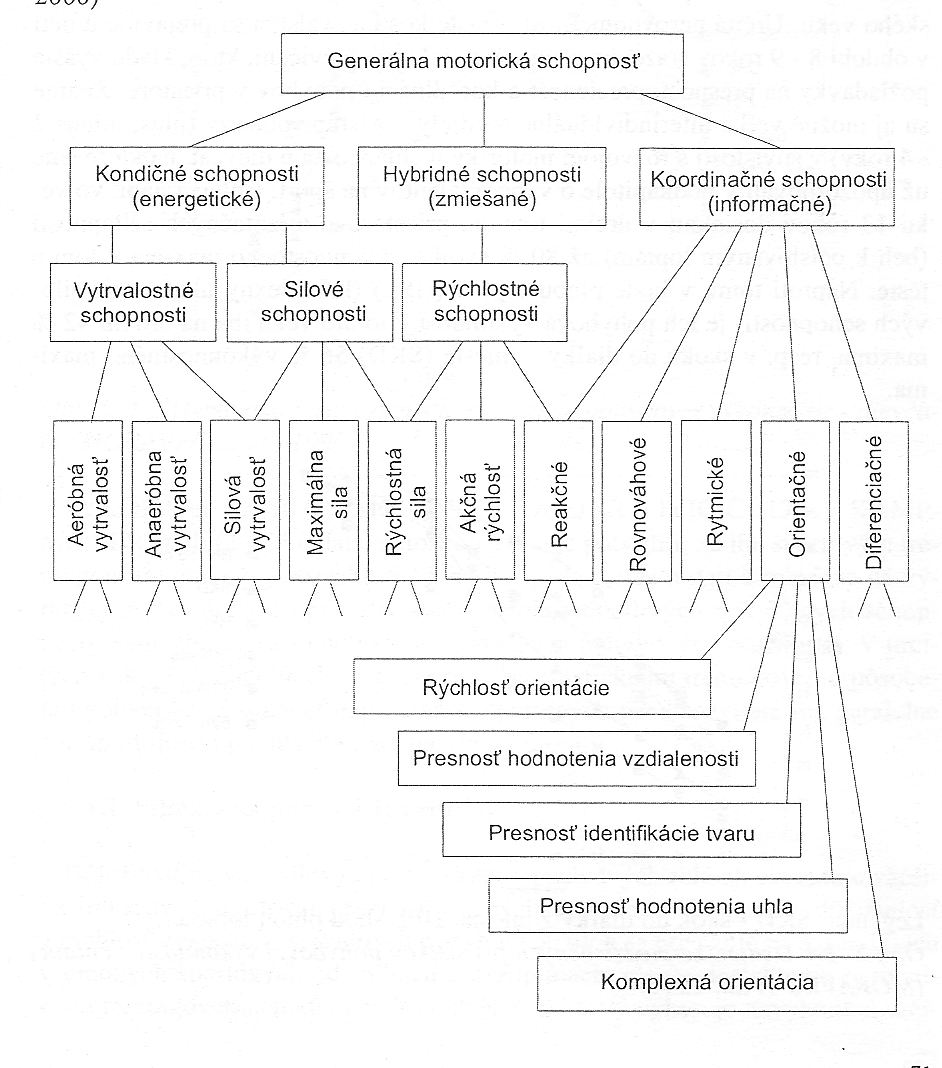 Generálna motorická schopnosť
Kondičné schopnosti
(energetické)
Hybridné schopnosti
(zmiešané)
Koordinačné schopnosti
(informačné)
Vytrvalostné
schopnosti
Silové
schopnosti
Rýchlostné
schopnosti
Aeróbná
vytrvalosť
Anaeróbna
vytrvalosť
Silová
vytrvalosť
Maximálna
sila
Rýchlostná
sila
Akčná
rýchlosť
Reakčné
Rovnováhové
Rytmické
Orientačné
Diferenciačné
Rýchlosť orientácie
Presnosť hodnotenia vzdialenosti
Presnosť identifikácie tvaru
Presnosť hodnotenia uhla
Komplexná orientácia